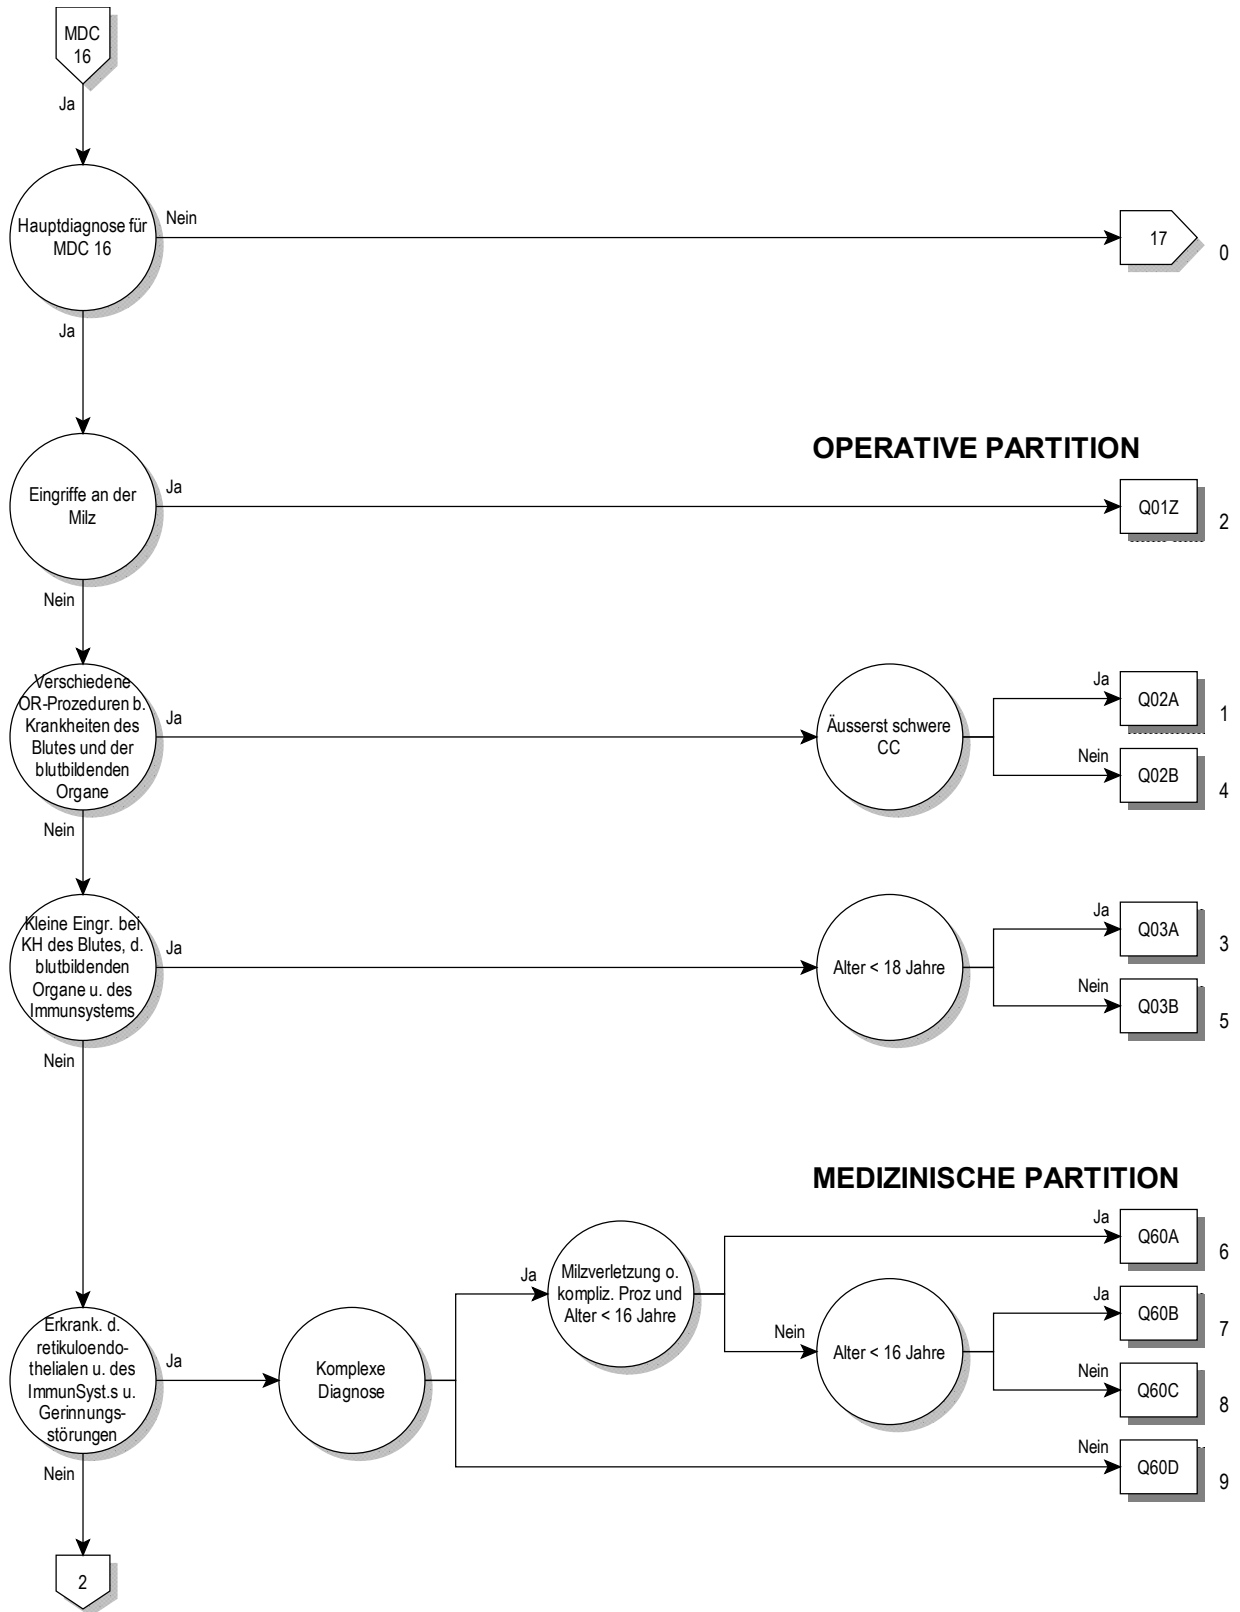 MDC
16
Ja
Hauptdiagnose für
MDC 16
Nein
17
0
Ja
OPERATIVE PARTITION
Eingriffe an der
Milz
Ja
Q01Z
2
Nein
Verschiedene
OR-Prozeduren b.
Krankheiten des
Blutes und der
blutbildenden
Organe
Ja
Äusserst schwere
CC
Ja
Q02A
1
Nein
Q02B
4
Nein
Kleine Eingr. bei
KH des Blutes, d.
blutbildenden
Organe u. des
Immunsystems
Ja
Alter < 18 Jahre
Ja
Q03A
3
Nein
Q03B
5
Nein
MEDIZINISCHE PARTITION
Erkrank. d.
retikuloendo-
thelialen u. des
ImmunSyst.s u.
Gerinnungs-
störungen
Ja
Komplexe
Diagnose
Ja
Milzverletzung o.
kompliz. Proz und
Alter < 16 Jahre
Ja
Q60A
6
Nein
Alter < 16 Jahre
Ja
Q60B
7
Nein
Q60C
8
Nein
Q60D
9
Nein
2